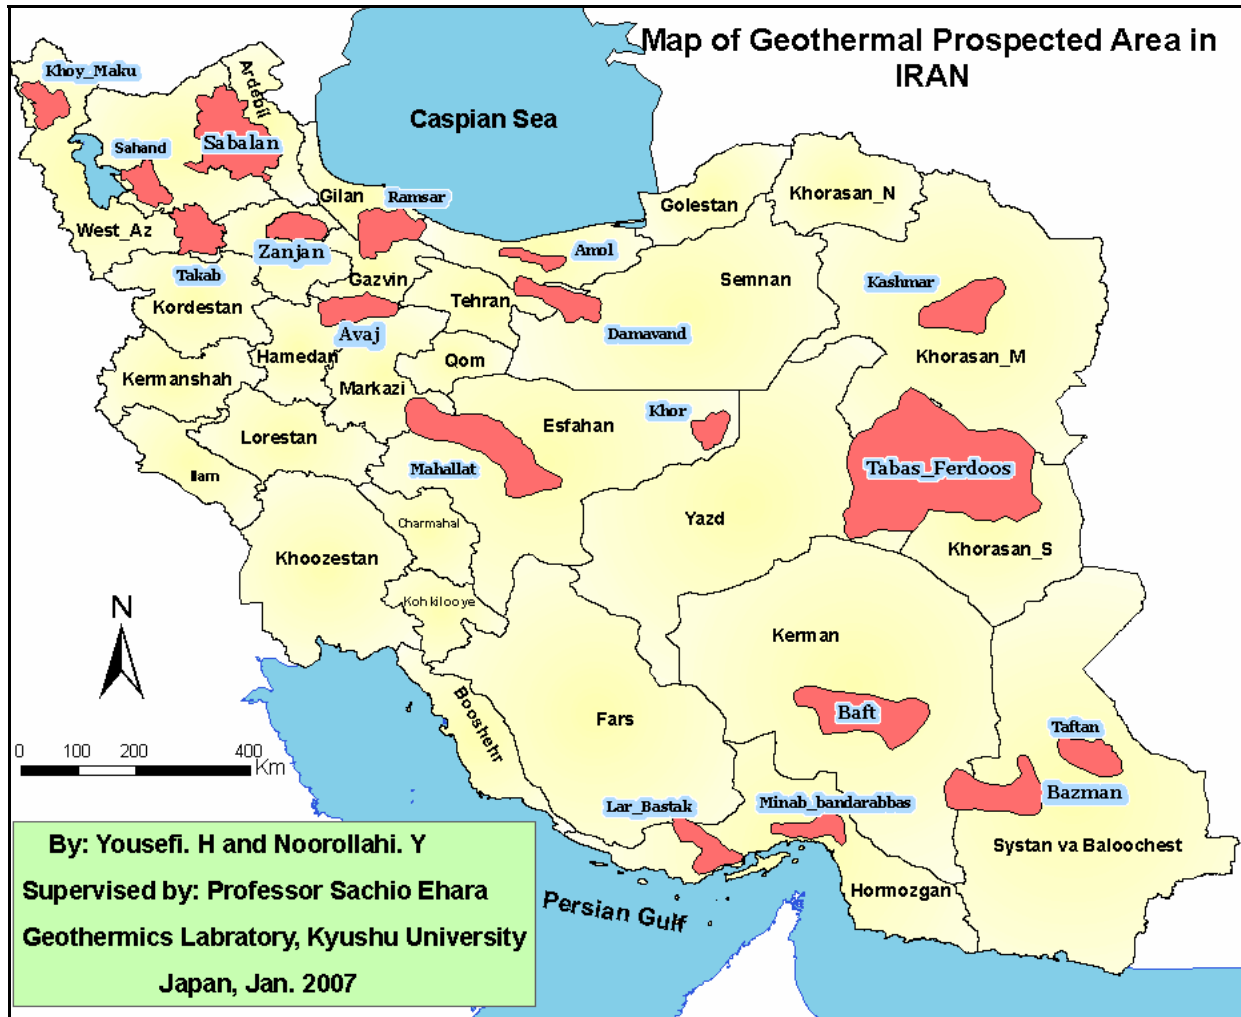 Map of Geothermal Prospected Area in
IRAN
Khoy_Maku
Ardebil
Caspian Sea
Sahand
Sabalan
Gilan
Ramsar
Golestan
Khorasan_N
West_Az
Zanjan
Amol
Takab
Gazvin
Semnan
Kashmar
Kordestan
Tehran
Avaj
Damavand
Hamedan
Qom
Khorasan_M
Kermanshah
Markazi
Khor
Esfahan
Lorestan
Mahallat
Tabas_Ferdoos
Ilam
Charmahal
Yazd
Khoozestan
Khorasan_S
Kohkilooye
N
Kerman
Booshehr
Fars
Baft
Taftan
0 100 200 400
Km
Bazman
Lar_Bastak
Minab_bandarabbas
Systan va Baloochest
Hormozgan
Persian Gulf
By: Yousefi. H and Noorollahi. Y
Supervised by: Professor Sachio Ehara
Geothermics Labratory, Kyushu University
Japan, Jan. 2007